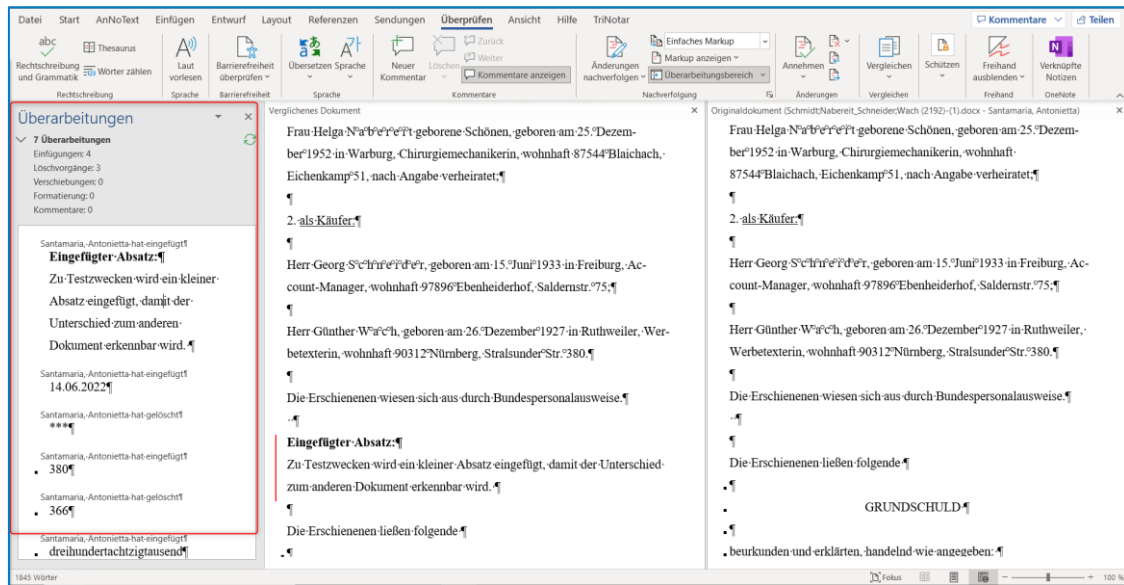 Datei Start AnNoText Einfügen Entwurf Layout Referenzen Sendungen Überprüfen Ansicht Hilfe TriNotar Kommentare Teilen
abc Rechtschreibung und Grammatik
Thesaurus
123 Wörter zählen
Rechtschreibung
A Laut vorlesen
Sprache
Barrierefreiheit überprüfen
Barrierefreiheit
Übersetzen Sprache
Sprache
Neuer Kommentar
Löschen
Zurück
Weiter
Kommentare anzeigen
Kommentare
Änderungen nachverfolgen
Einfaches Markup
Markup anzeigen
Überarbeitungsbereich
Nachverfolgung
Annehmen
Änderungen
Vergleichen
Vergleichen
Schützen
Freihand ausblenden
Freihand
N Verknüpfte Notizen
OneNote
Überarbeitungen
7 Überarbeitungen
Einfügungen: 4
Löschvorgänge: 3
Verschiebungen: 0
Formatierung: 0
Kommentare: 0
Santamaria,·Antonietta·hat·eingefügt¶
Eingefügter·Absatz:¶
Zu·Testzwecken·wird·ein·kleiner·
Absatz·eingefügt,·damit·der·
Unterschied·zum·anderen·
Dokument·erkennbar·wird.·¶
Santamaria,·Antonietta·hat·eingefügt¶
14.06.2022¶
Santamaria,·Antonietta·hat·gelöscht¶
***¶
Santamaria,·Antonietta·hat·eingefügt¶
380¶
Santamaria,·Antonietta·hat·gelöscht¶
366¶
Santamaria,·Antonietta·hat·eingefügt¶
dreihundertachtzigtausend¶
Verglichenes Dokument
Frau·Helga·N°a°b°e°r°e°i°t·geborene·Schönen,·geboren·am·25.°Dezem-
ber°1952·in·Warburg,·Chirurgiemechanikerin,·wohnhaft·87544°Blaichach,·
Eichenkamp°51,·nach·Angabe·verheiratet;¶
¶
2.·als·Käufer:¶
¶
Herr·Georg·S°c°h°n°e°i°d°e°r,·geboren·am·15.°Juni°1933·in·Freiburg,·Ac-
count-Manager,·wohnhaft·97896°Ebenheiderhof,·Saldernstr.°75;¶
¶
Herr·Günther·W°a°c°h,·geboren·am·26.°Dezember°1927·in·Ruthweiler,·Wer-
betexterin,·wohnhaft·90312°Nürnberg,·Stralsunder°Str.°380.¶
¶
Die·Erschienenen·wiesen·sich·aus·durch·Bundespersonalausweise.¶
··¶
Eingefügter·Absatz:¶
Zu·Testzwecken·wird·ein·kleiner·Absatz·eingefügt,·damit·der·Unterschied·
zum·anderen·Dokument·erkennbar·wird.·¶
¶
Die·Erschienenen·ließen·folgende·¶
¶
Originaldokument (Schmidt;Nabereit_Schneider;Wach (2192)-(1).docx - Santamaria, Antonietta)
Frau·Helga·N°a°b°e°r°e°i°t·geborene·Schönen,·geboren·am·25.°Dezem-
ber°1952·in·Warburg,·Chirurgiemechanikerin,·wohnhaft·
87544°Blaichach,·Eichenkamp°51,·nach·Angabe·verheiratet;¶
¶
2.·als·Käufer:¶
¶
Herr·Georg·S°c°h°n°e°i°d°e°r,·geboren·am·15.°Juni°1933·in·Freiburg,·Ac-
count-Manager,·wohnhaft·97896°Ebenheiderhof,·Saldernstr.°75;¶
¶
Herr·Günther·W°a°c°h,·geboren·am·26.°Dezember°1927·in·Ruthweiler,·
Werbetexterin,·wohnhaft·90312°Nürnberg,·Stralsunder°Str.°380.¶
¶
Die·Erschienenen·wiesen·sich·aus·durch·Bundespersonalausweise.¶
··¶
¶
Die·Erschienenen·ließen·folgende·¶
¶
GRUNDSCHULD·¶
¶
beurkunden·und·erklärten,·handelnd·wie·angegeben:·¶
1845 Wörter
Fokus
100 %